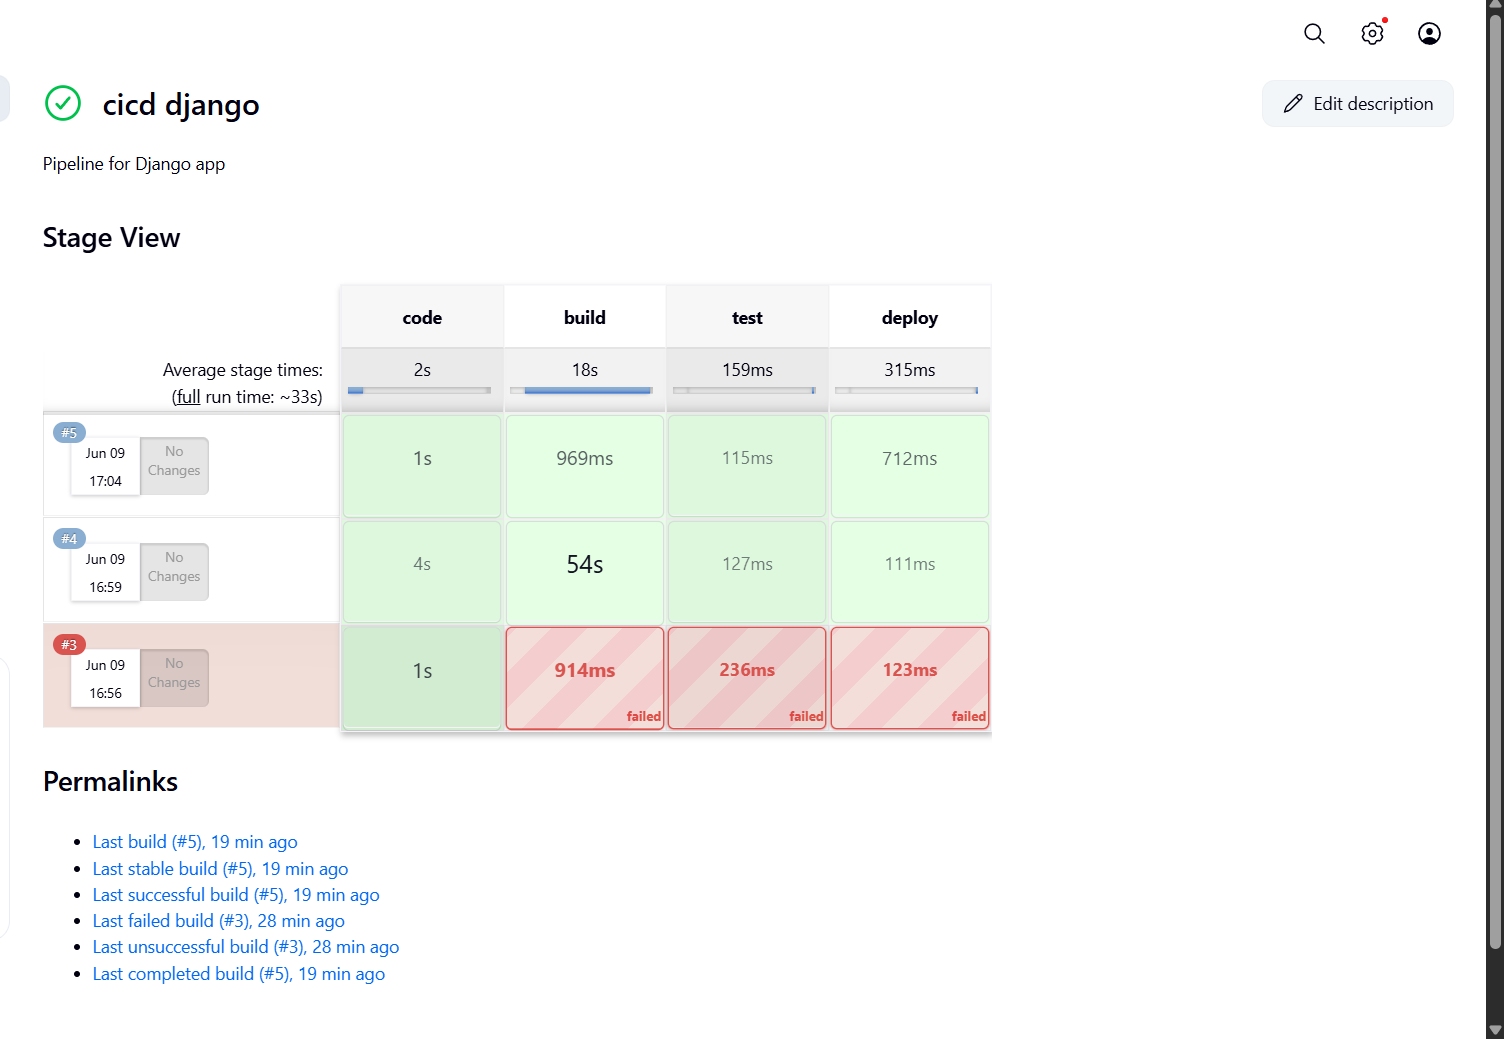 cicd django
Edit description
Pipeline for Django app
Stage View
code build test deploy
Average stage times: 2s 18s 159ms 315ms
(full run time: ~33s)
#5
Jun 09 No
17:04 Changes
1s 969ms 115ms 712ms
#4
Jun 09 No
16:59 Changes
4s 54s 127ms 111ms
#3
Jun 09 No
16:56 Changes
1s 914ms 236ms 123ms
failed failed failed
Permalinks
Last build (#5), 19 min ago
Last stable build (#5), 19 min ago
Last successful build (#5), 19 min ago
Last failed build (#3), 28 min ago
Last unsuccessful build (#3), 28 min ago
Last completed build (#5), 19 min ago